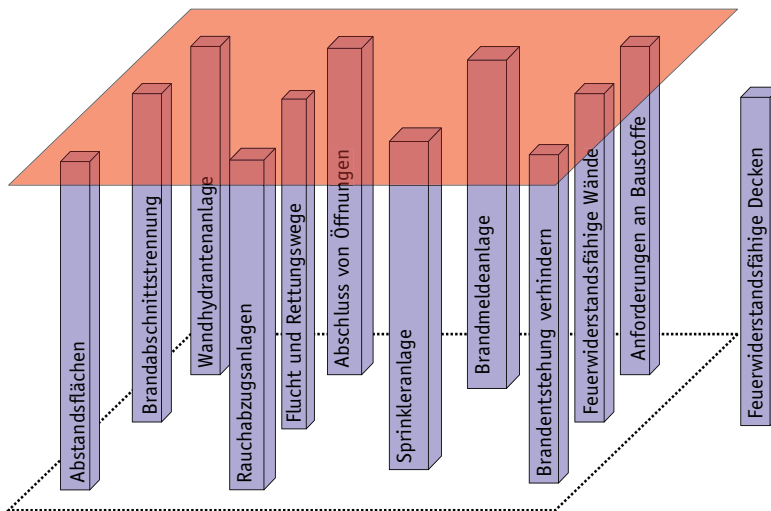 Abstandsflächen
Brandabschnittstrennung
Wandhydrantenanlage
Rauchabzugsanlagen
Flucht und Rettungswege
Abschluss von Öffnungen
Sprinkleranlage
Brandmeldeanlage
Brandentstehung verhindern
Feuerwiderstandsfähige Wände
Anforderungen an Baustoffe
Feuerwiderstandsfähige Decken